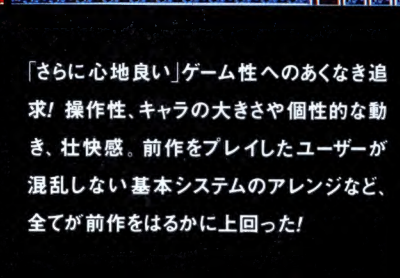 「さらに心地良い」ゲーム性へのあくなき追
求! 操作性、キャラの大きさや個性的な動
き、壮快感。前作をプレイしたユーザーが
混乱しない基本システムのアレンジなど、
全てが前作をはるかに上回った!